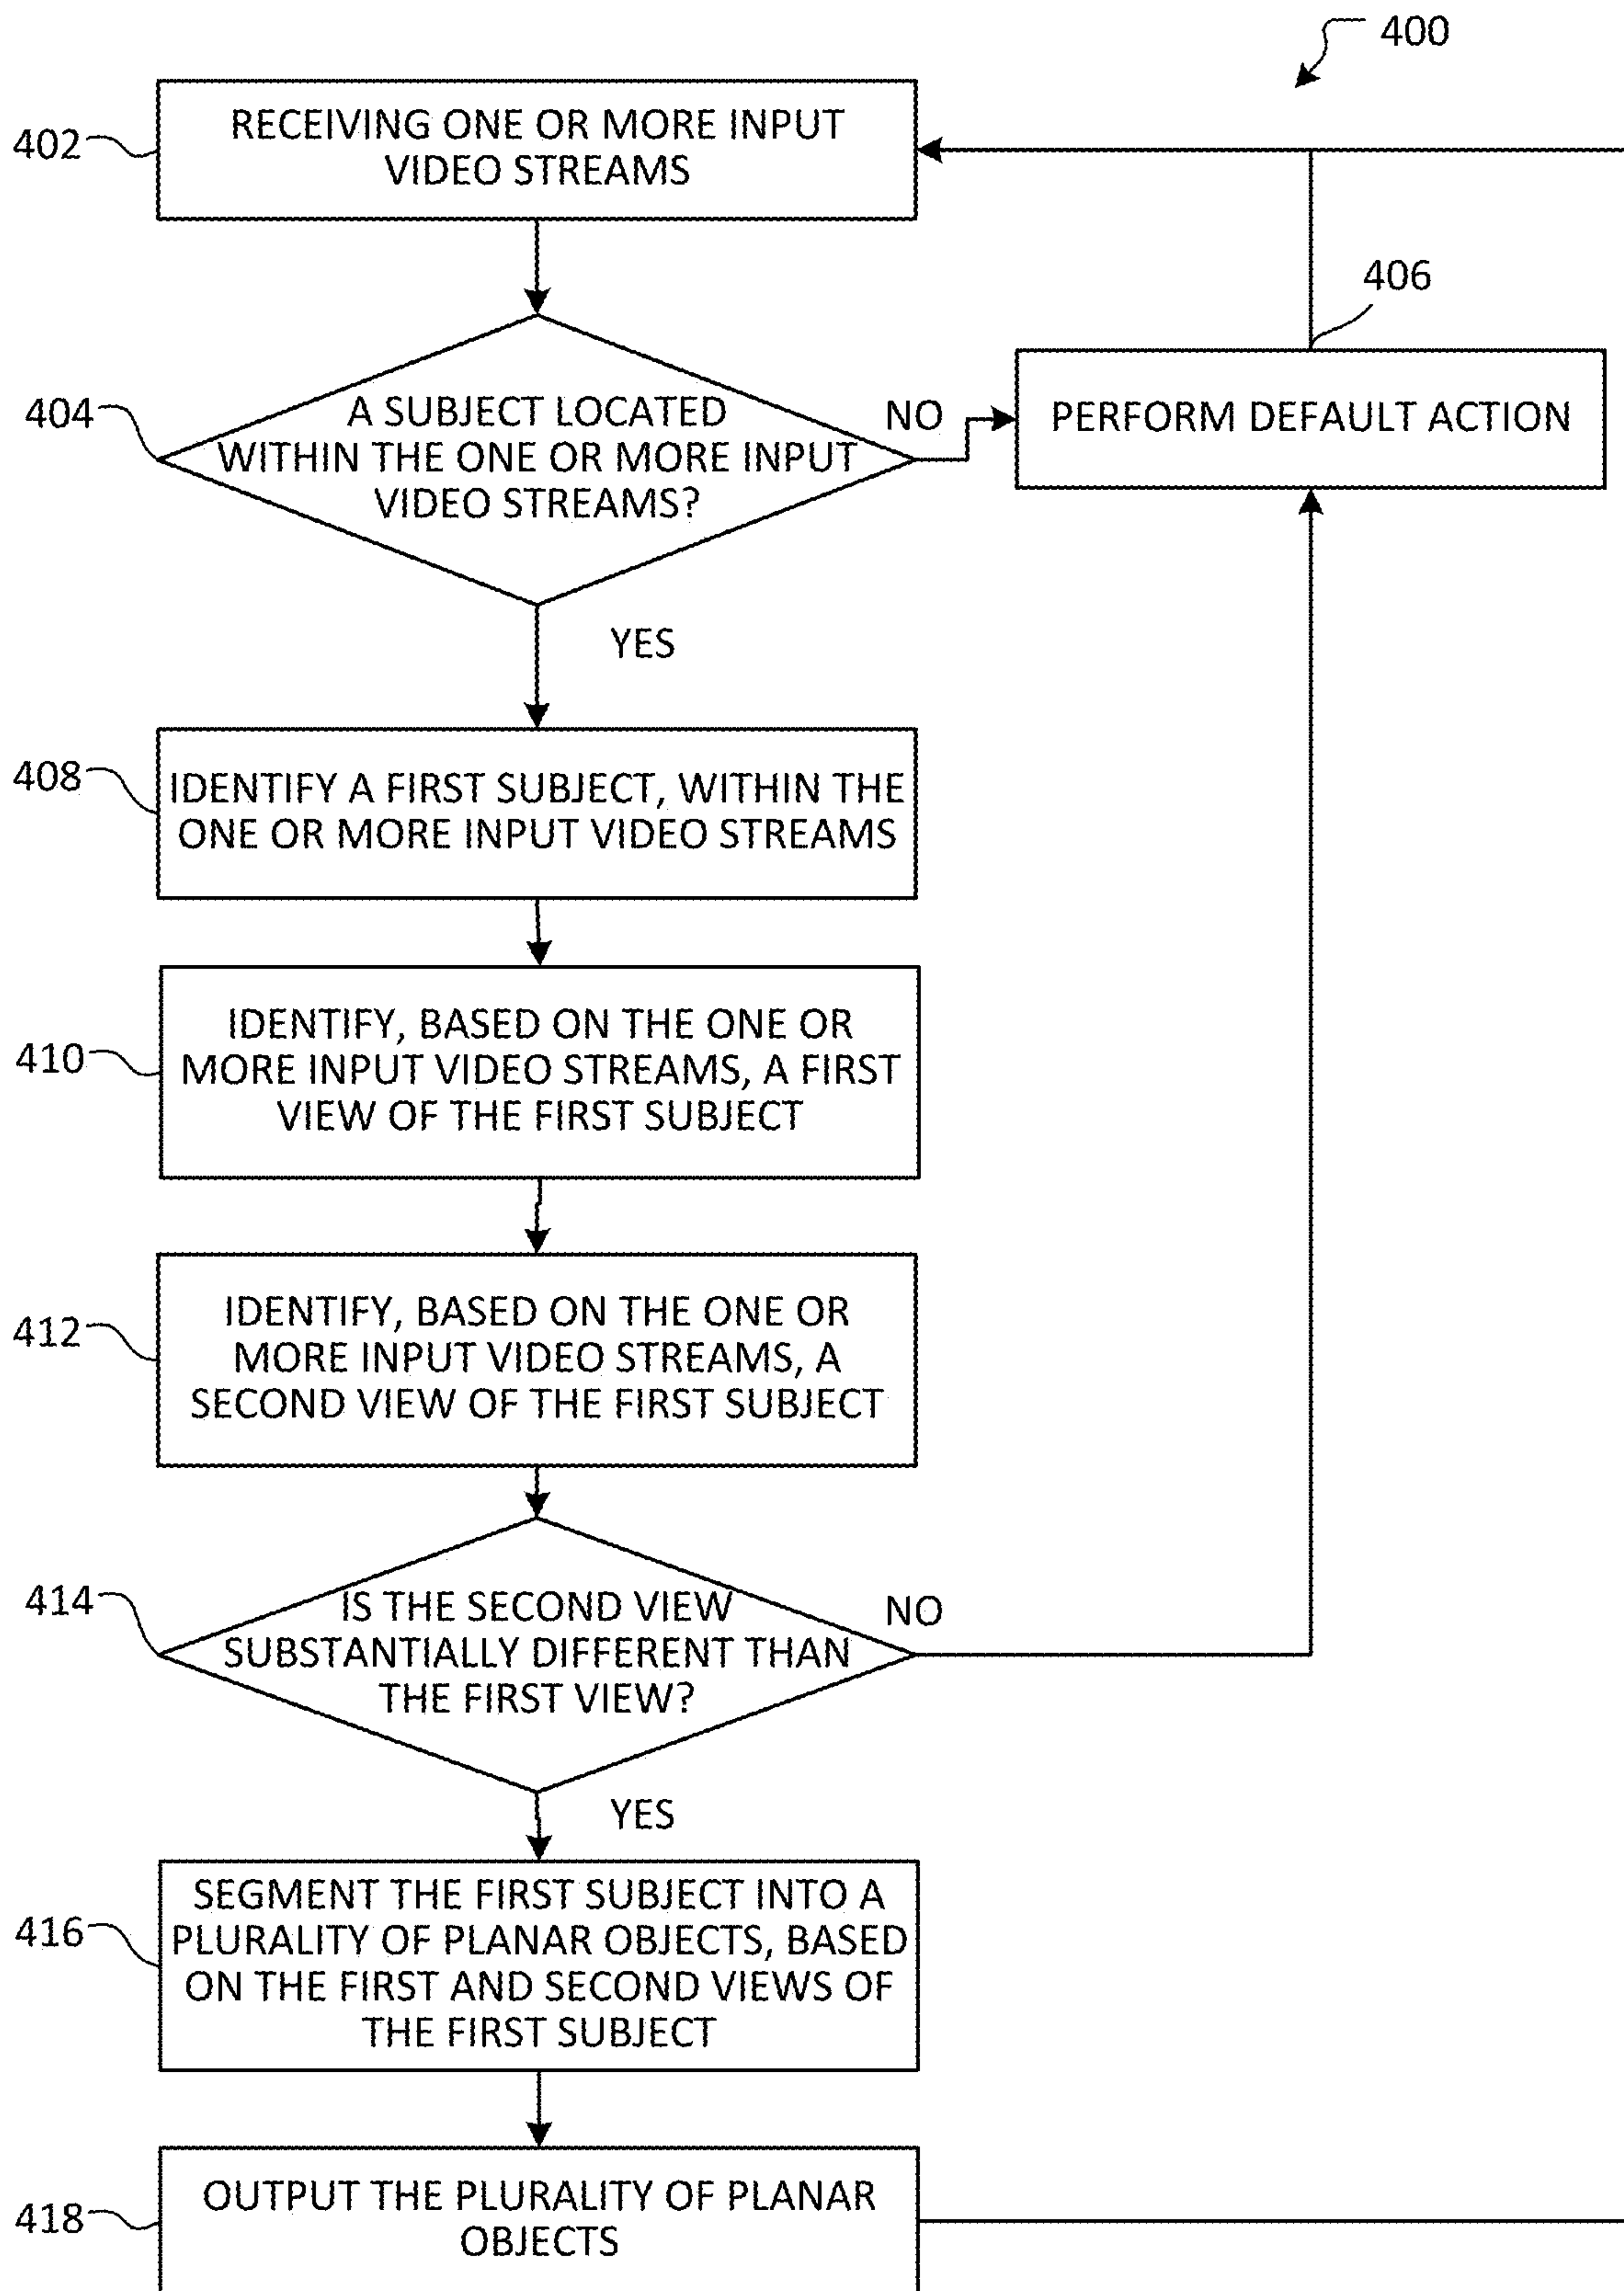 400
402
RECEIVING ONE OR MORE INPUT
VIDEO STREAMS
406
404
A SUBJECT LOCATED
WITHIN THE ONE OR MORE INPUT
VIDEO STREAMS?
NO
PERFORM DEFAULT ACTION
YES
408
IDENTIFY A FIRST SUBJECT, WITHIN THE
ONE OR MORE INPUT VIDEO STREAMS
410
IDENTIFY, BASED ON THE ONE OR
MORE INPUT VIDEO STREAMS, A FIRST
VIEW OF THE FIRST SUBJECT
412
IDENTIFY, BASED ON THE ONE OR
MORE INPUT VIDEO STREAMS, A
SECOND VIEW OF THE FIRST SUBJECT
414
IS THE SECOND VIEW
SUBSTANTIALLY DIFFERENT THAN
THE FIRST VIEW?
NO
YES
416
SEGMENT THE FIRST SUBJECT INTO A
PLURALITY OF PLANAR OBJECTS, BASED
ON THE FIRST AND SECOND VIEWS OF
THE FIRST SUBJECT
418
OUTPUT THE PLURALITY OF PLANAR
OBJECTS